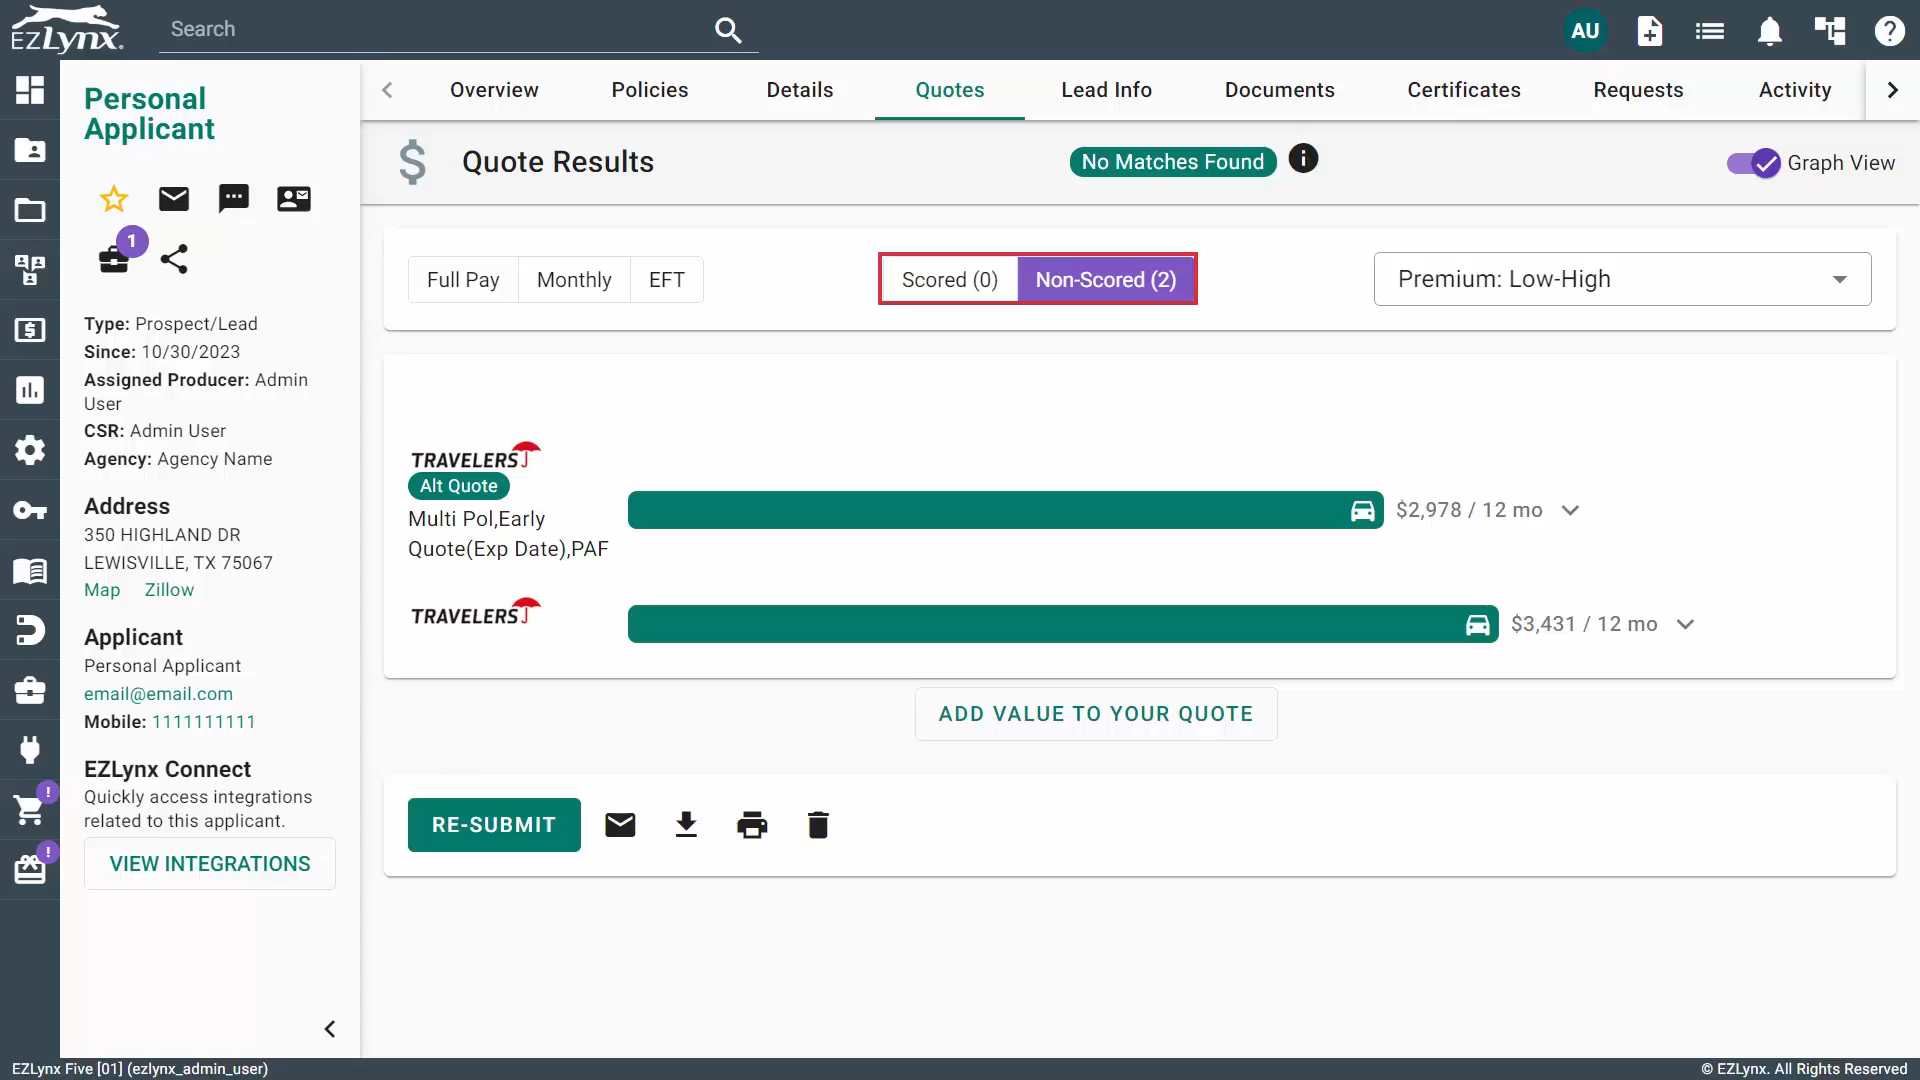 EZLynx.
Search
AU
Personal
Applicant
1
Type: Prospect/Lead
Since: 10/30/2023
Assigned Producer: Admin
User
CSR: Admin User
Agency: Agency Name
Address
350 HIGHLAND DR
LEWISVILLE, TX 75067
Map Zillow
Applicant
Personal Applicant
email@email.com
Mobile: 1111111111
EZLynx Connect
Quickly access integrations
related to this applicant.
VIEW INTEGRATIONS
!
!
Overview Policies Details Quotes Lead Info Documents Certificates Requests Activity
Quote Results
No Matches Found
Graph View
Full Pay Monthly EFT
Scored (0) Non-Scored (2)
Premium: Low-High
TRAVELERS
Alt Quote
Multi Pol,Early
Quote(Exp Date),PAF
$2,978 / 12 mo
TRAVELERS
$3,431 / 12 mo
ADD VALUE TO YOUR QUOTE
RE-SUBMIT
EZLynx Five [01] (ezlynx_admin_user)
© EZLynx. All Rights Reserved